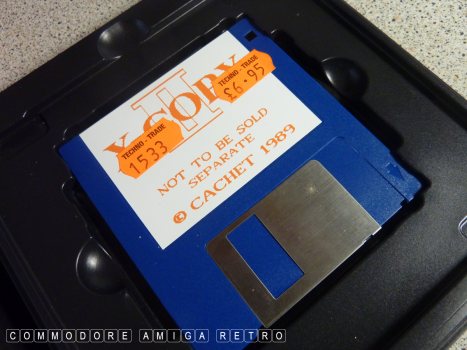 X-COPY
II
TECHNO-TRADE
£6.95
TECHNO-TRADE
1533
NOT TO BE SOLD
SEPARATE
© CACHET 1989
COMMODORE AMIGA RETRO